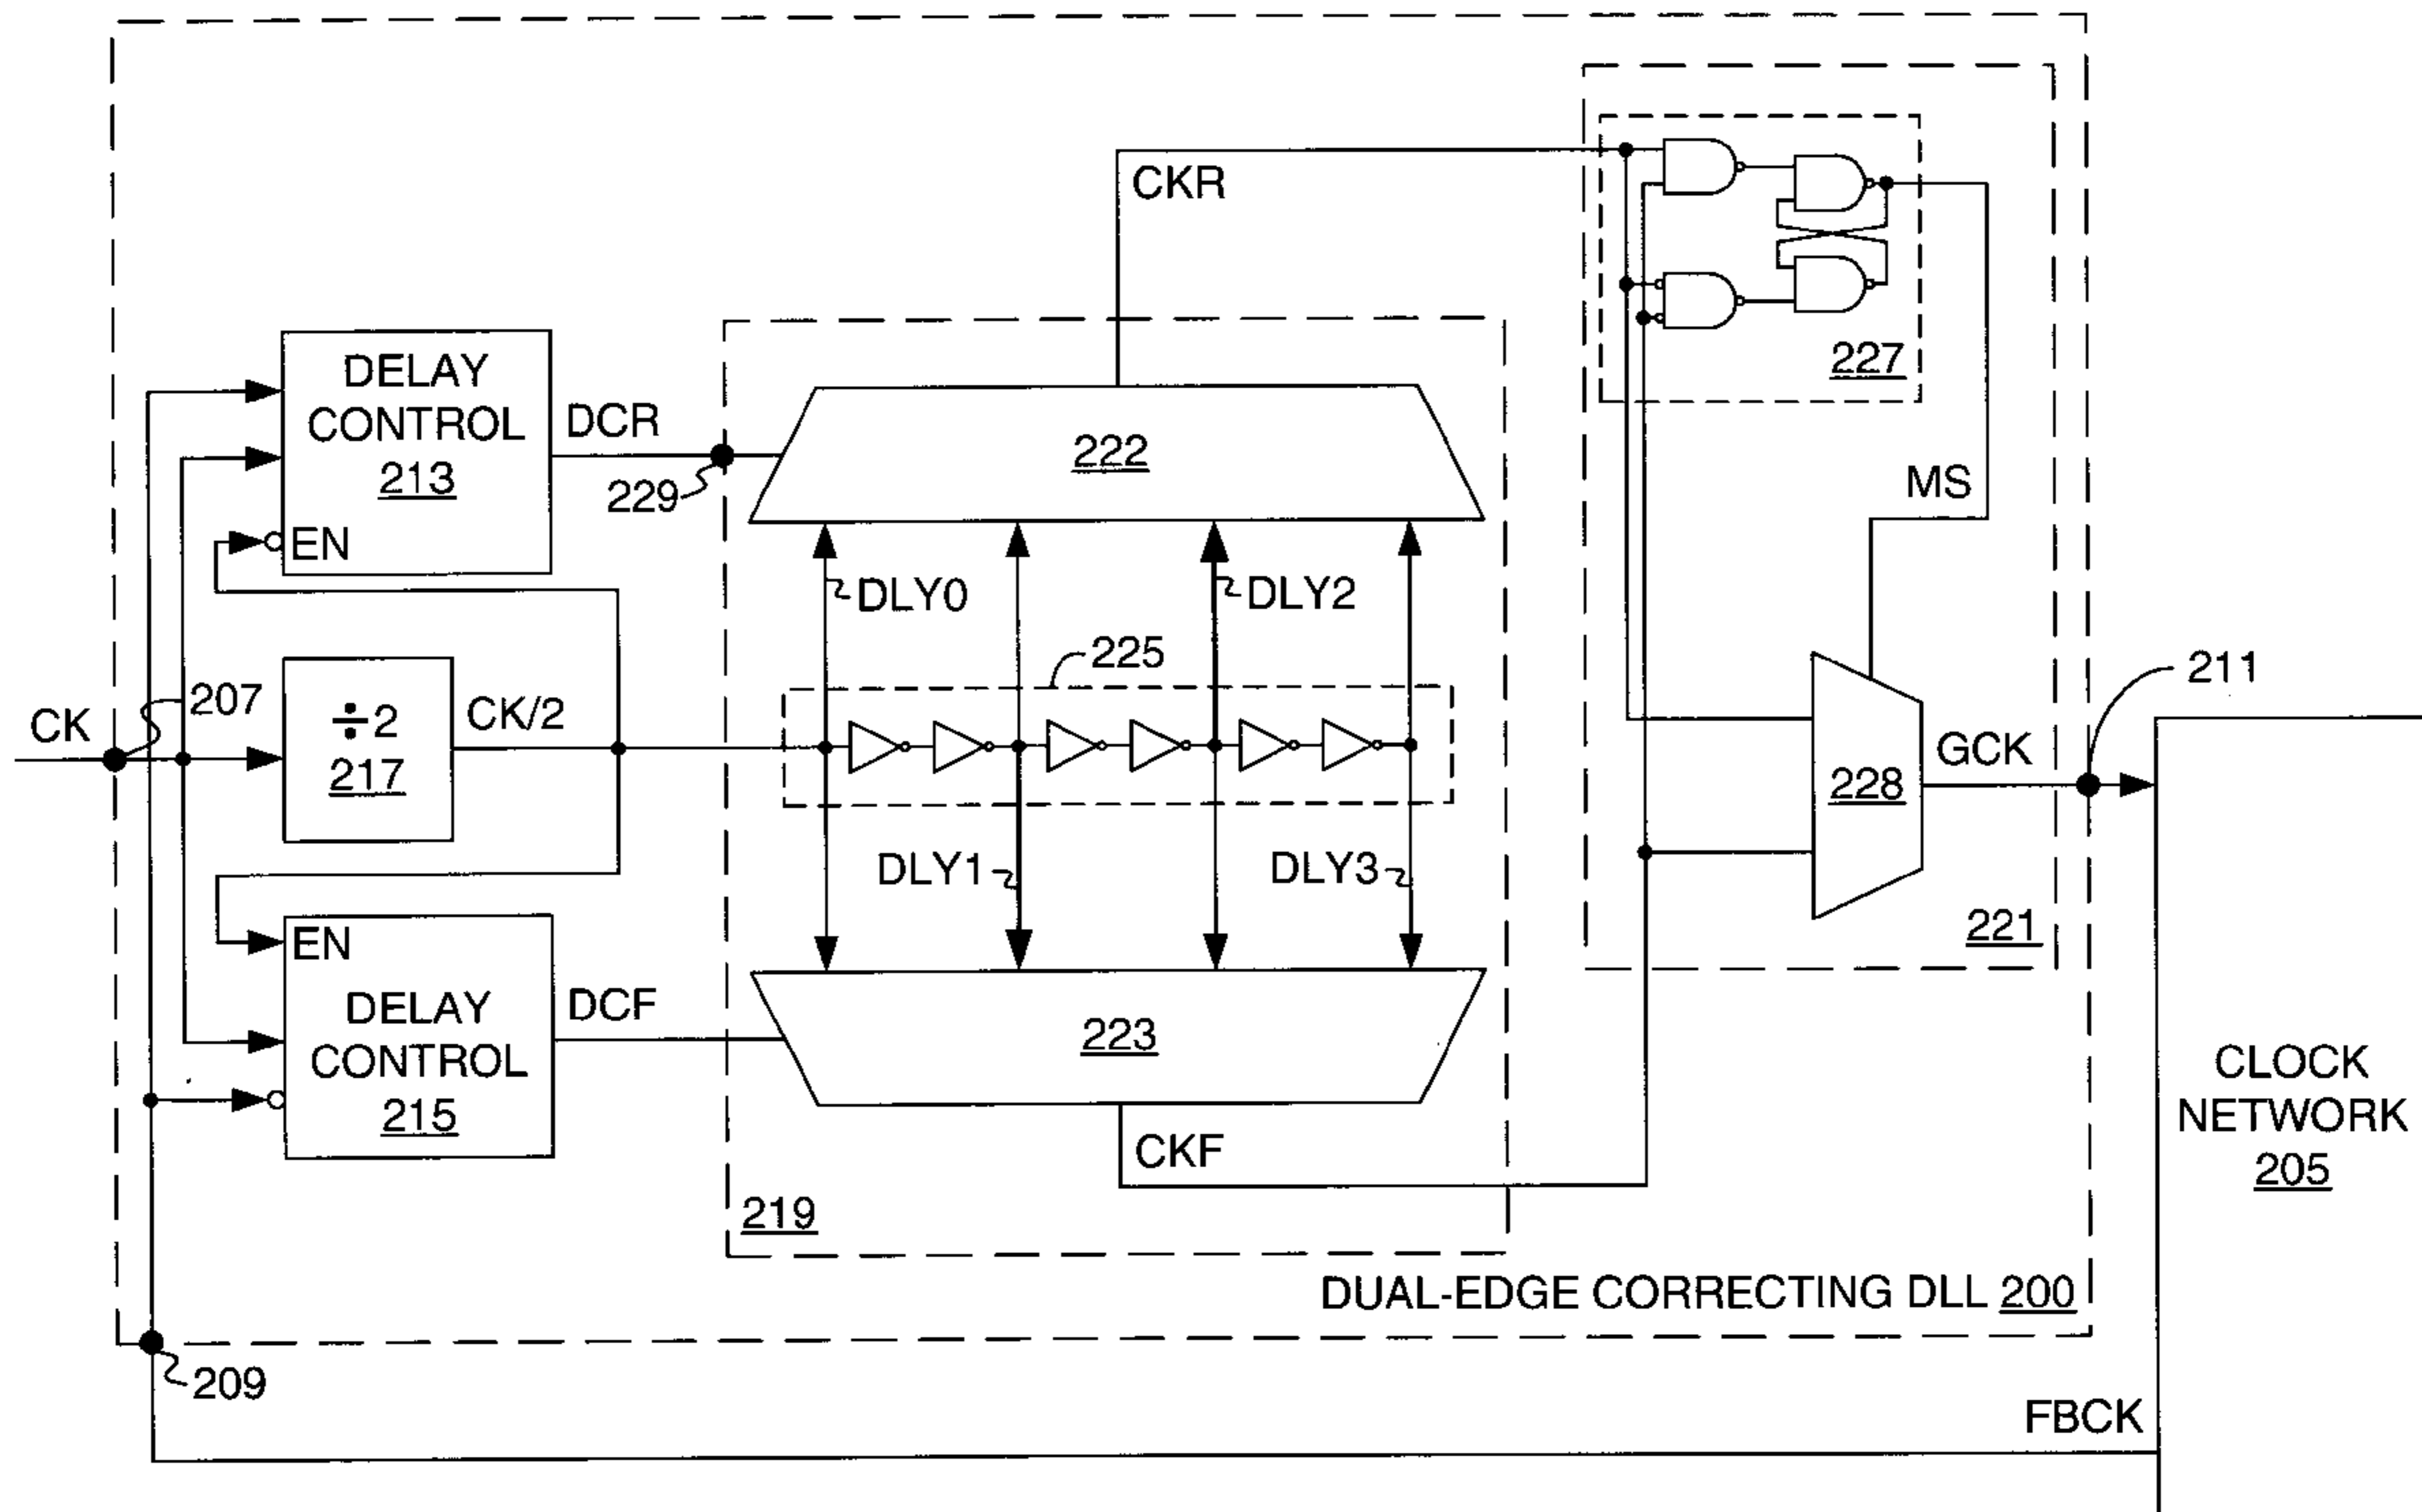 CKR
227
DELAY
CONTROL
213
EN
DCR
229
222
MS
DLY0
DLY2
225
CK
207
÷2
217
CK/2
211
GCK
228
DLY1
DLY3
221
EN
DELAY
CONTROL
215
DCF
223
CKF
219
CLOCK
NETWORK
205
DUAL-EDGE CORRECTING DLL 200
209
FBCK